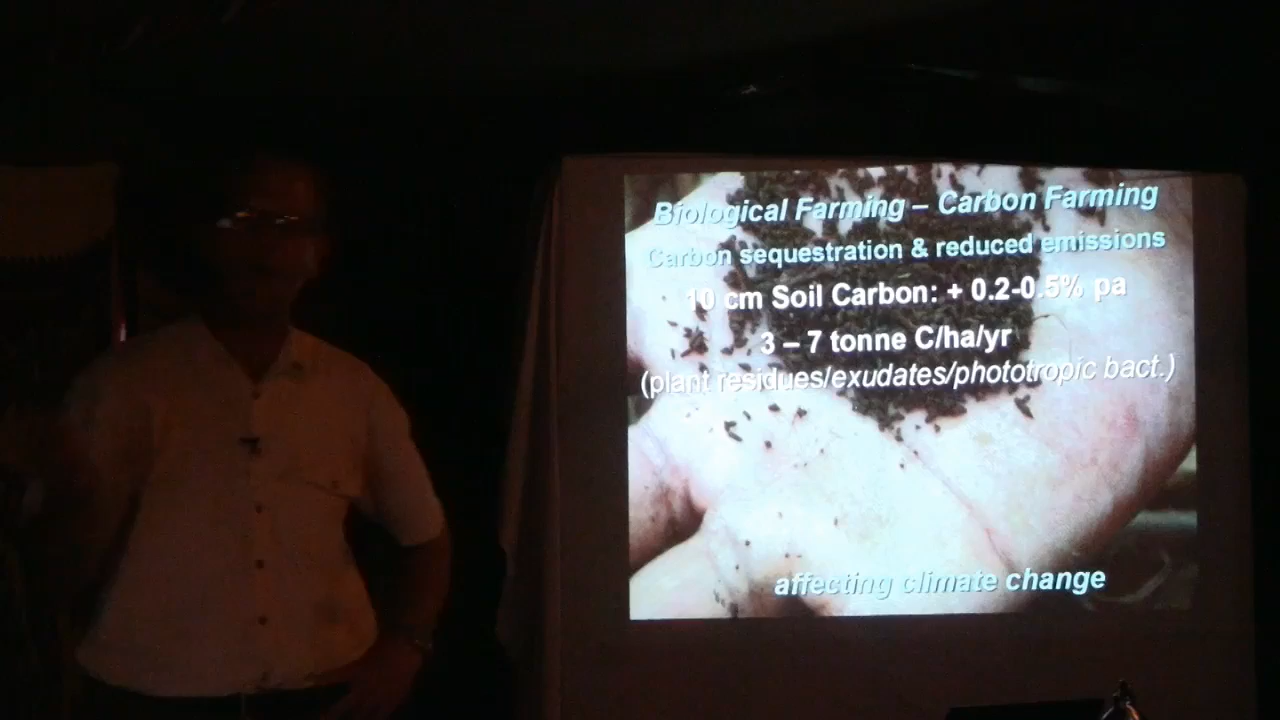 Biological Farming – Carbon Farming
Carbon sequestration & reduced emissions
10 cm Soil Carbon: + 0.2-0.5% pa
3 – 7 tonne C/ha/yr
(plant residues/exudates/phototropic bact.)
affecting climate change